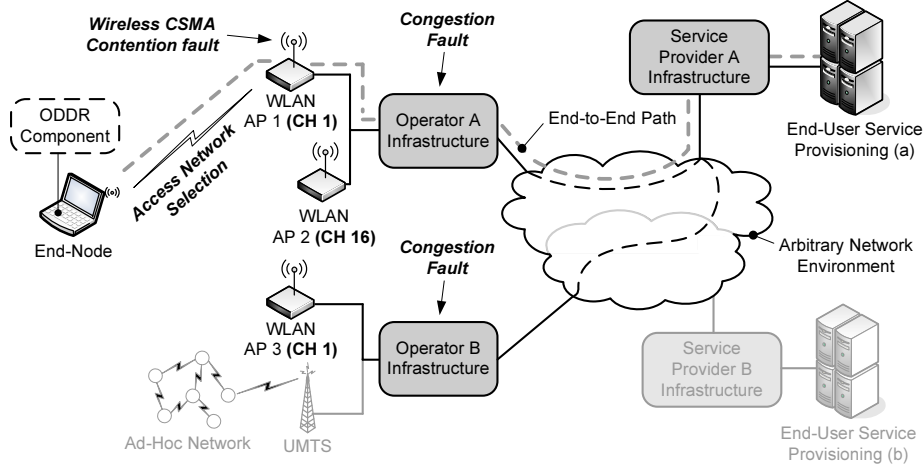 Wireless CSMA
Contention fault
Congestion
Fault
Service
Provider A
Infrastructure
ODDR
Component
WLAN
AP 1 (CH 1)
Operator A
Infrastructure
End-to-End Path
End-User Service
Provisioning (a)
Access Network
Selection
End-Node
WLAN
AP 2 (CH 16)
Congestion
Fault
Arbitrary Network
Environment
WLAN
AP 3 (CH 1)
Operator B
Infrastructure
Service
Provider B
Infrastructure
Ad-Hoc Network
UMTS
End-User Service
Provisioning (b)